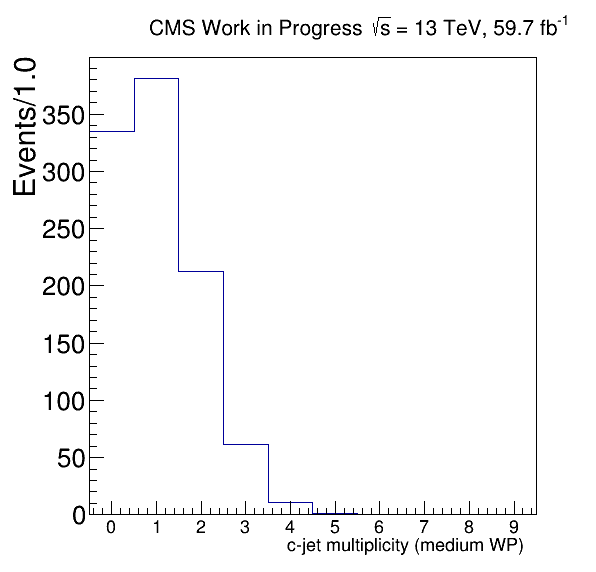 CMS Work in Progress √s = 13 TeV, 59.7 fb⁻¹
Events/1.0
350
300
250
200
150
100
50
0
0 1 2 3 4 5 6 7 8 9
c-jet multiplicity (medium WP)